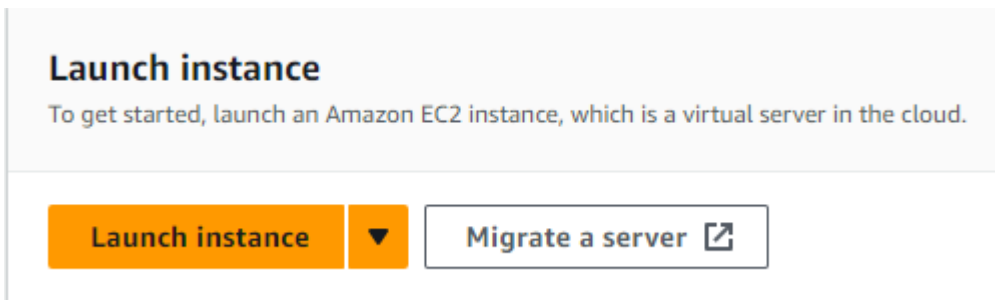 Launch instance
To get started, launch an Amazon EC2 instance, which is a virtual server in the cloud.
Launch instance
Migrate a server